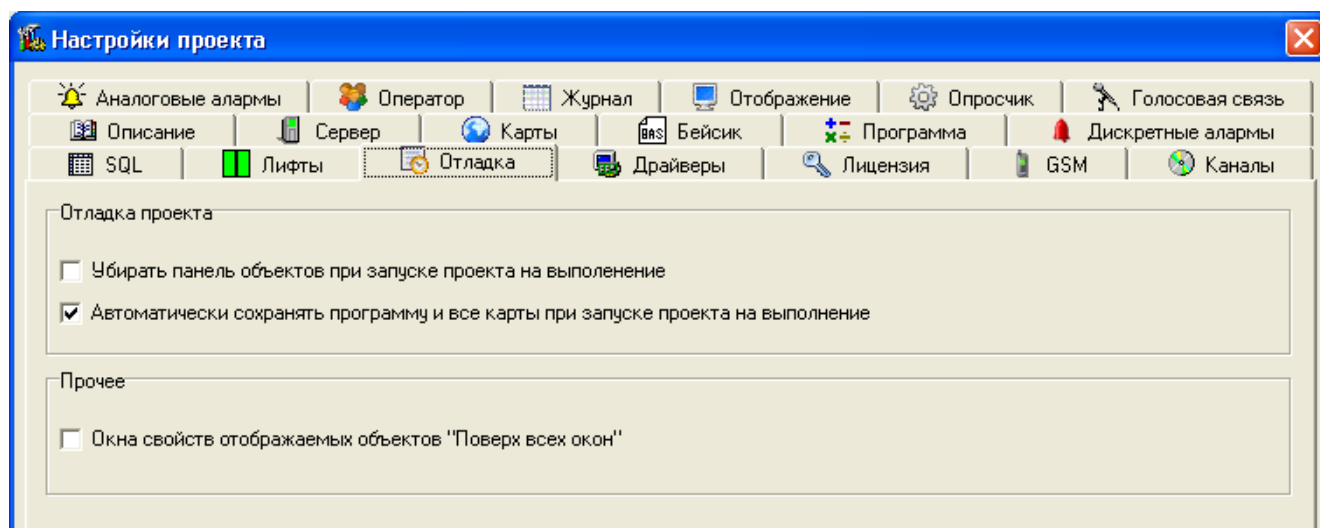 Настройки проекта
Аналоговые алармы Оператор Журнал Отображение Опросчик Голосовая связь
Описание Сервер Карты BAS Бейсик Программа Дискретные алармы
SQL Лифты Отладка Драйверы Лицензия GSM Каналы
Отладка проекта
Убирать панель объектов при запуске проекта на выполенение
Автоматически сохранять программу и все карты при запуске проекта на выполнение
Прочее
Окна свойств отображаемых объектов "Поверх всех окон"